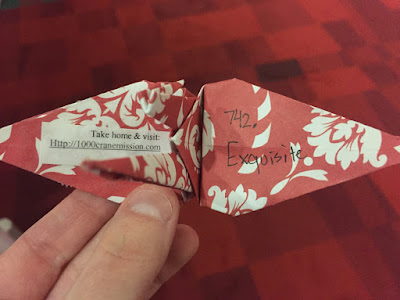 Take home & visit:
Http://1000cranemission.com
742.
Exquisite